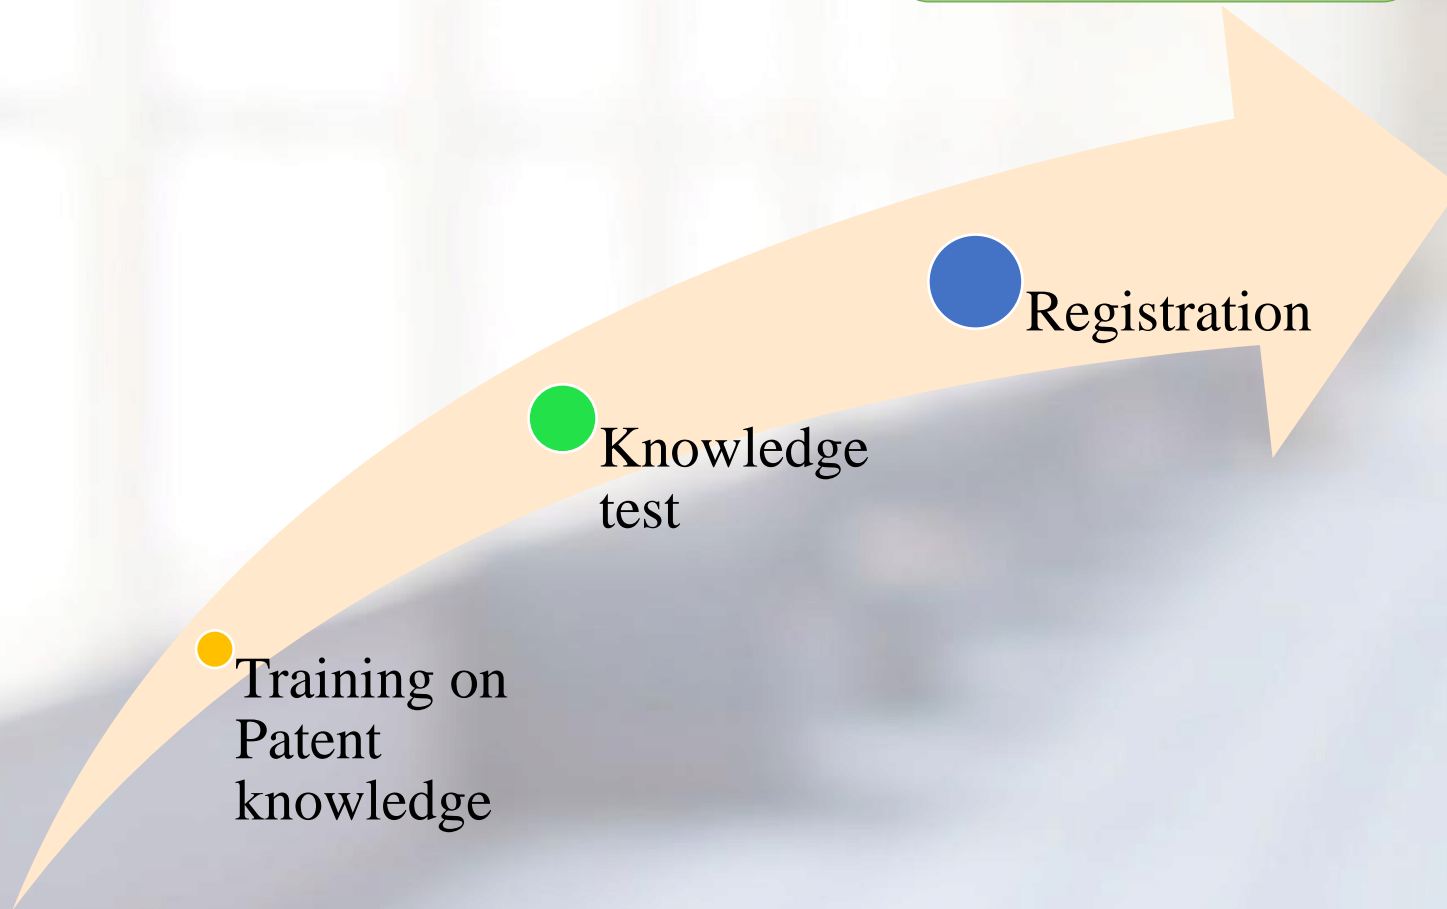 Registration
Knowledge
test
Training on
Patent
knowledge